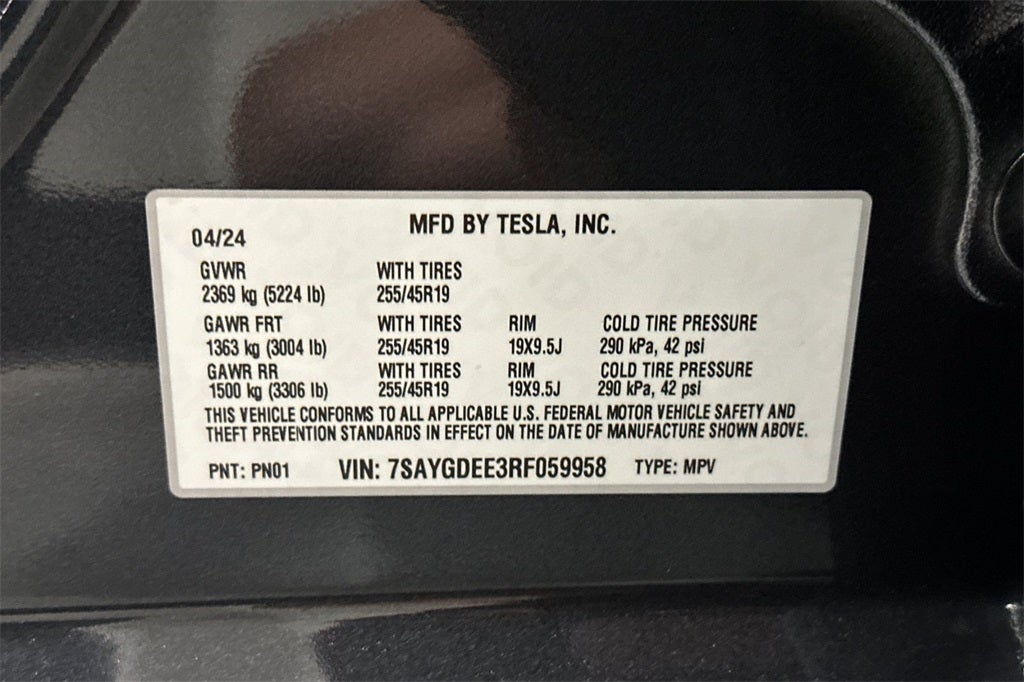 MFD BY TESLA, INC.
04/24
GVWR WITH TIRES
2369 kg (5224 lb) 255/45R19
GAWR FRT WITH TIRES RIM COLD TIRE PRESSURE
1363 kg (3004 lb) 255/45R19 19X9.5J 290 kPa, 42 psi
GAWR RR WITH TIRES RIM COLD TIRE PRESSURE
1500 kg (3306 lb) 255/45R19 19X9.5J 290 kPa, 42 psi
THIS VEHICLE CONFORMS TO ALL APPLICABLE U.S. FEDERAL MOTOR VEHICLE SAFETY AND
THEFT PREVENTION STANDARDS IN EFFECT ON THE DATE OF MANUFACTURE SHOWN ABOVE.
PNT: PN01 VIN: 7SAYGDEE3RF059958 TYPE: MPV